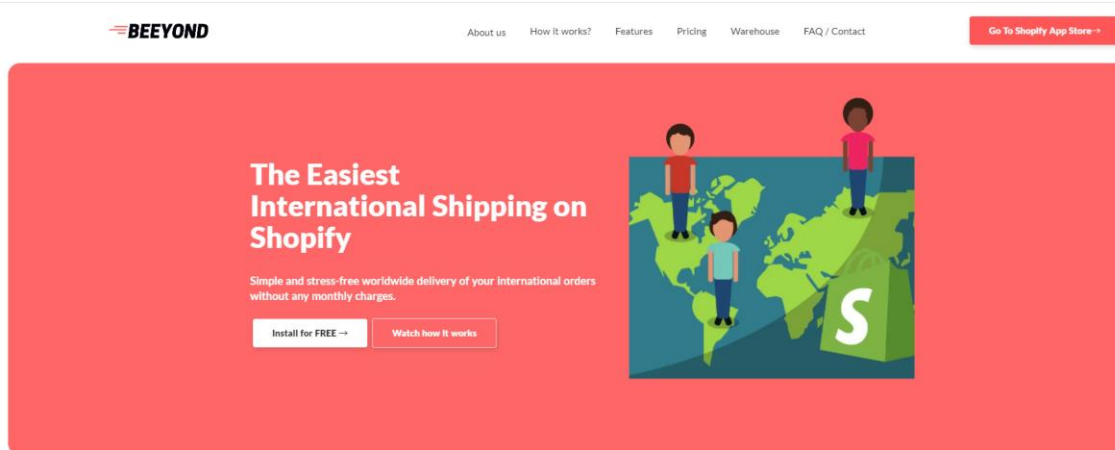 BEEYOND
About us
How it works?
Features
Pricing
Warehouse
FAQ / Contact
Go To Shopify App Store→
The Easiest
International Shipping on
Shopify
Simple and stress-free worldwide delivery of your international orders
without any monthly charges.
Install for FREE →
Watch how it works
S